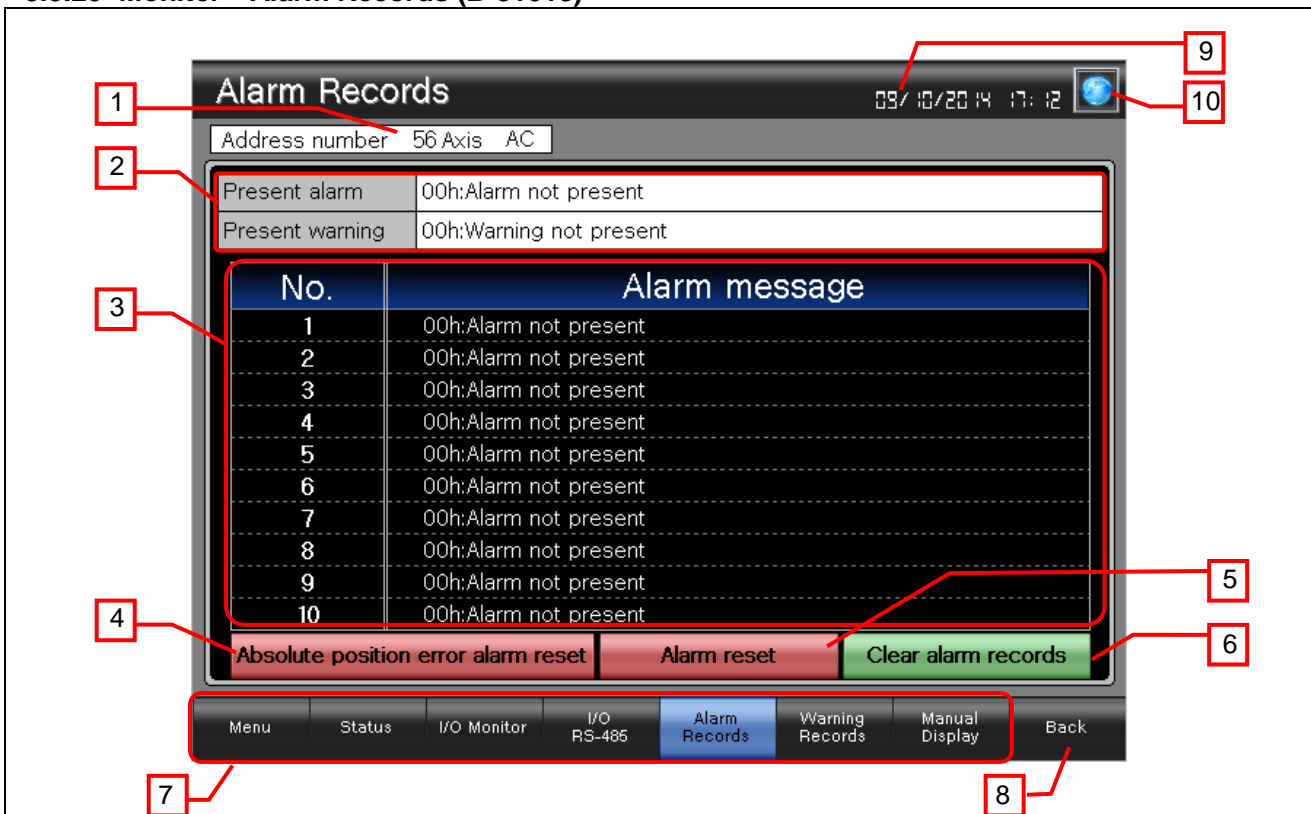 Alarm Records
09/10/2014 17:12
9
10
1
Address number 56 Axis AC
2
Present alarm 00h:Alarm not present
Present warning 00h:Warning not present
3
No. Alarm message
1 00h:Alarm not present
2 00h:Alarm not present
3 00h:Alarm not present
4 00h:Alarm not present
5 00h:Alarm not present
6 00h:Alarm not present
7 00h:Alarm not present
8 00h:Alarm not present
9 00h:Alarm not present
10 00h:Alarm not present
4
5
6
Absolute position error alarm reset Alarm reset Clear alarm records
Menu Status I/O Monitor I/O RS-485 Alarm Records Warning Records Manual Display Back
7
8